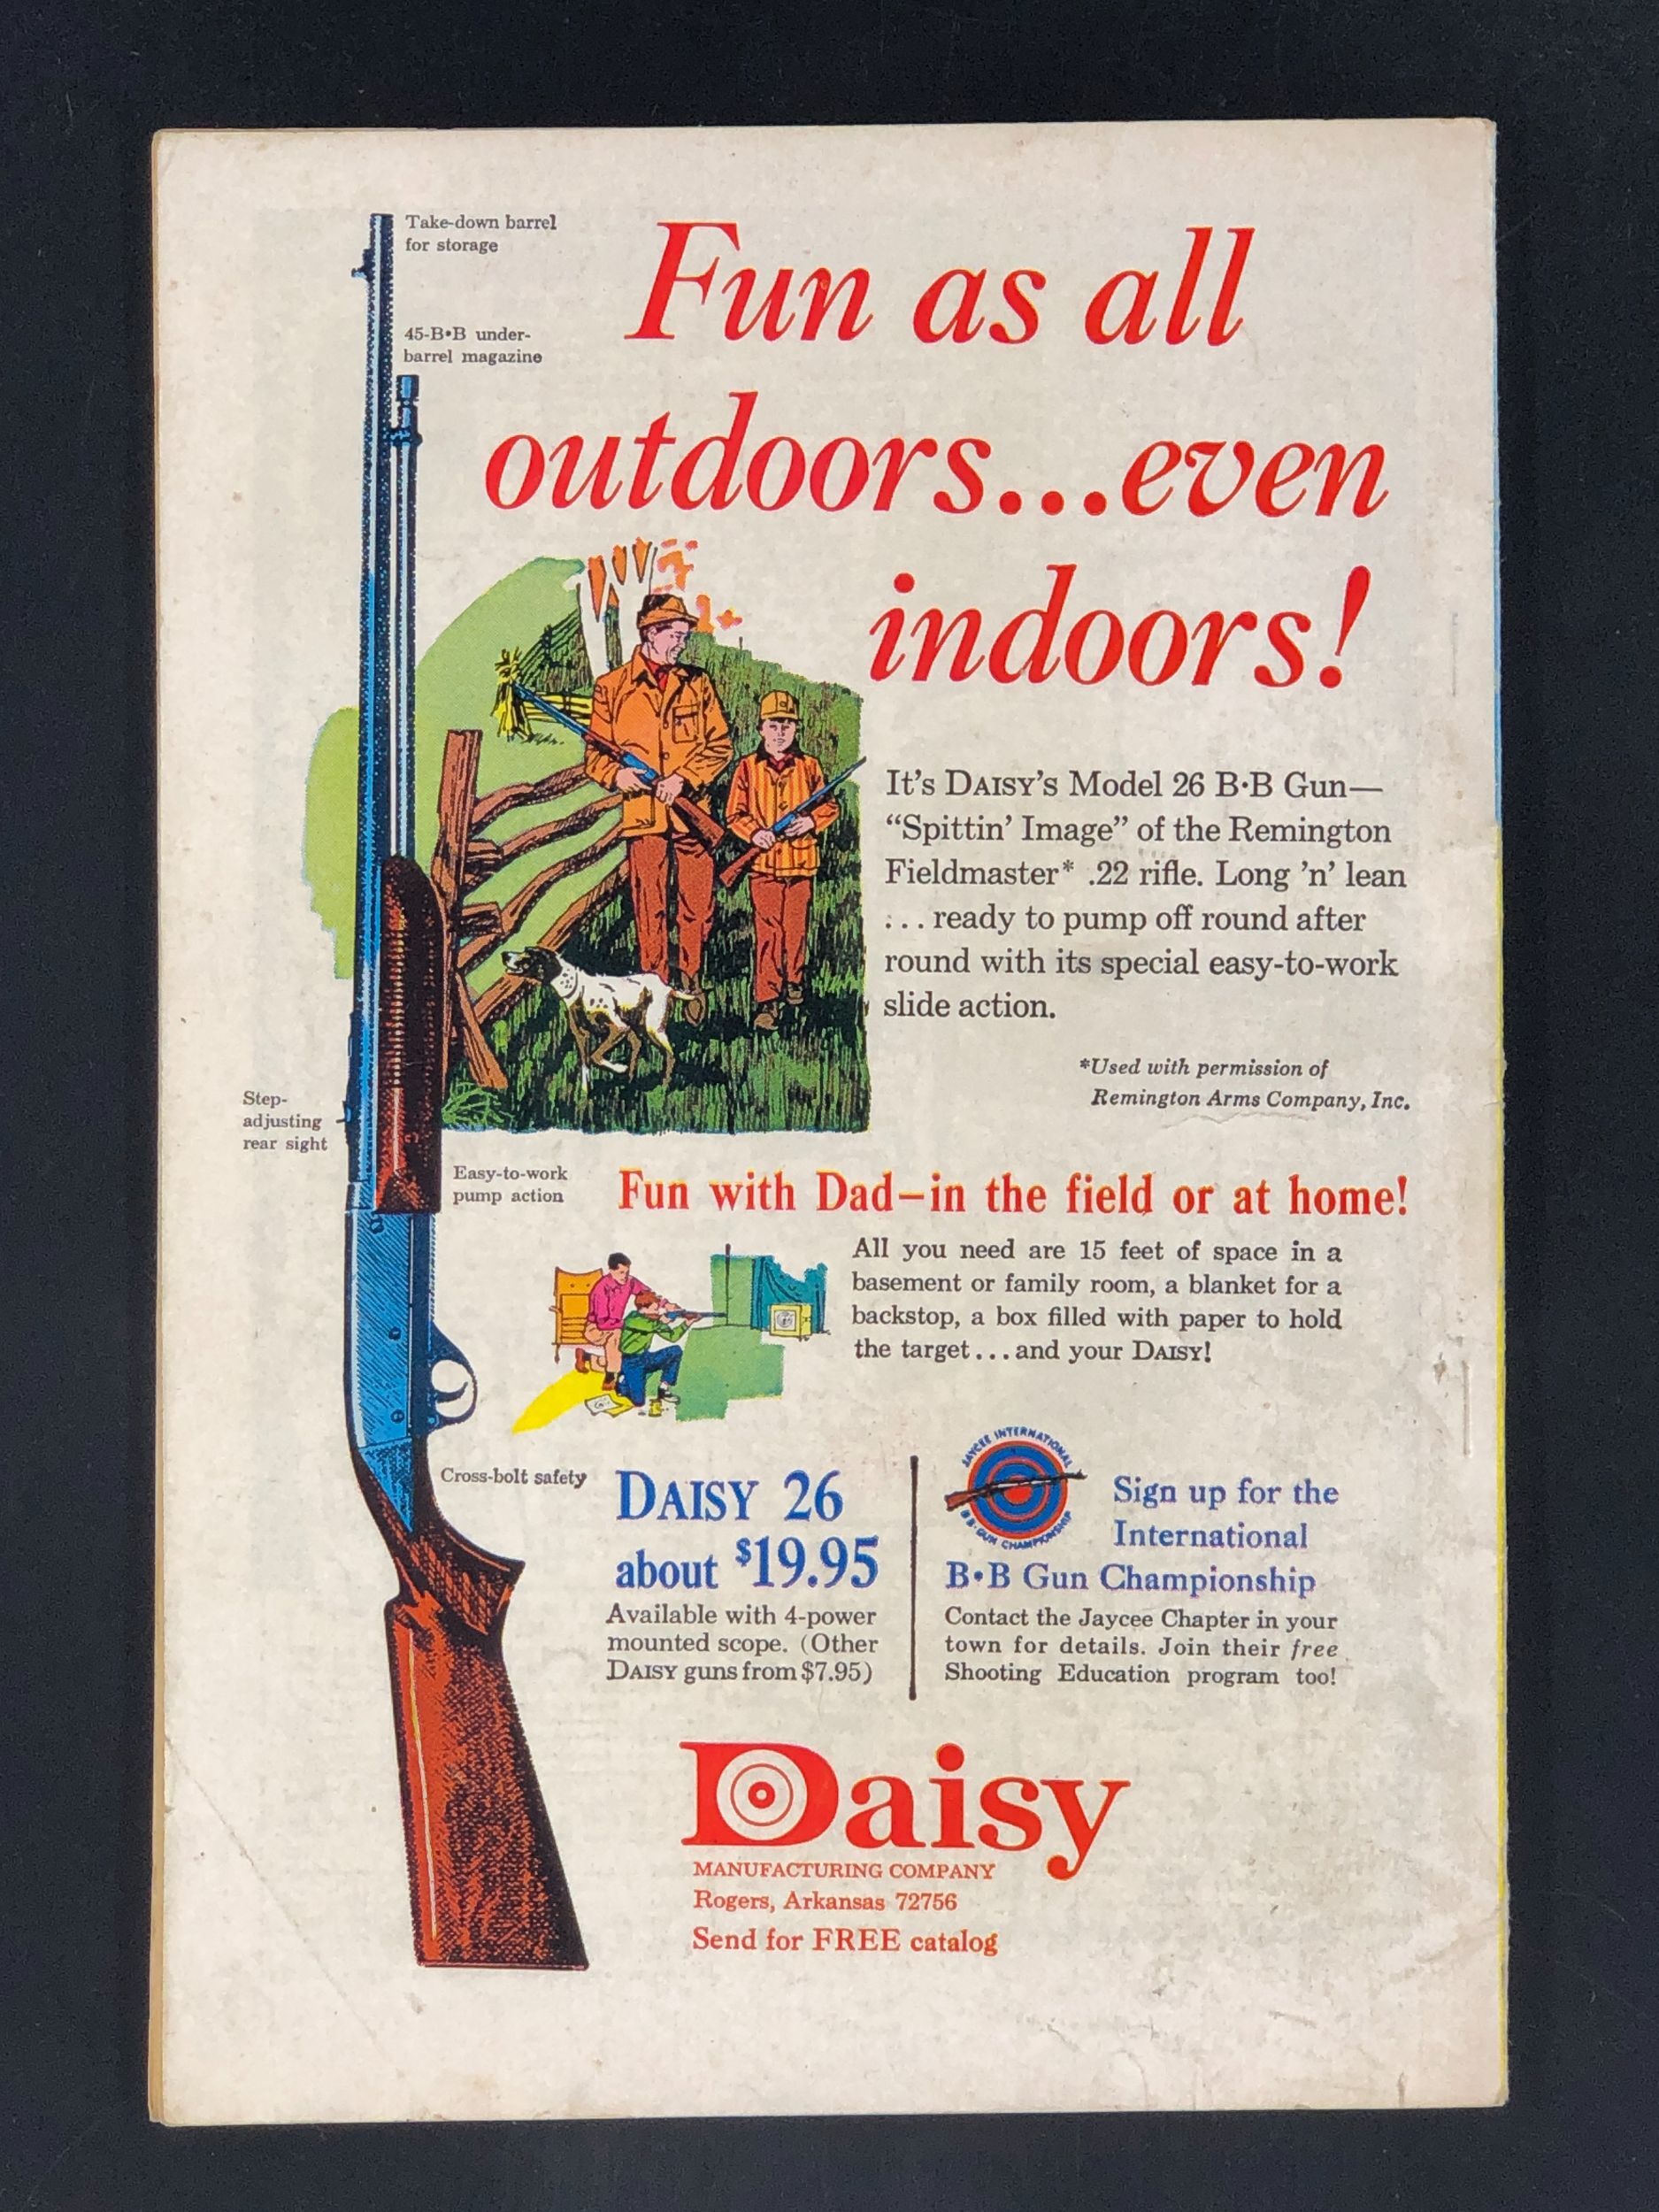 Take-down barrel
for storage
45-B•B under-
barrel magazine
Fun as all
outdoors...even
indoors!
It's DAISY'S Model 26 B·B Gun—
“Spittin’ Image” of the Remington
Fieldmaster* .22 rifle. Long ’n’ lean
... ready to pump off round after
round with its special easy-to-work
slide action.
*Used with permission of
Remington Arms Company, Inc.
Step-
adjusting
rear sight
Easy-to-work
pump action
Fun with Dad—in the field or at home!
All you need are 15 feet of space in a
basement or family room, a blanket for a
backstop, a box filled with paper to hold
the target...and your DAISY!
Cross-bolt safety
DAISY 26
about $19.95
Available with 4-power
mounted scope. (Other
DAISY guns from $7.95)
JAYCEE INTERNATIONAL
B·B·GUN CHAMPIONSHIP
Sign up for the
International
B•B Gun Championship
Contact the Jaycee Chapter in your
town for details. Join their free
Shooting Education program too!
Daisy
MANUFACTURING COMPANY
Rogers, Arkansas 72756
Send for FREE catalog